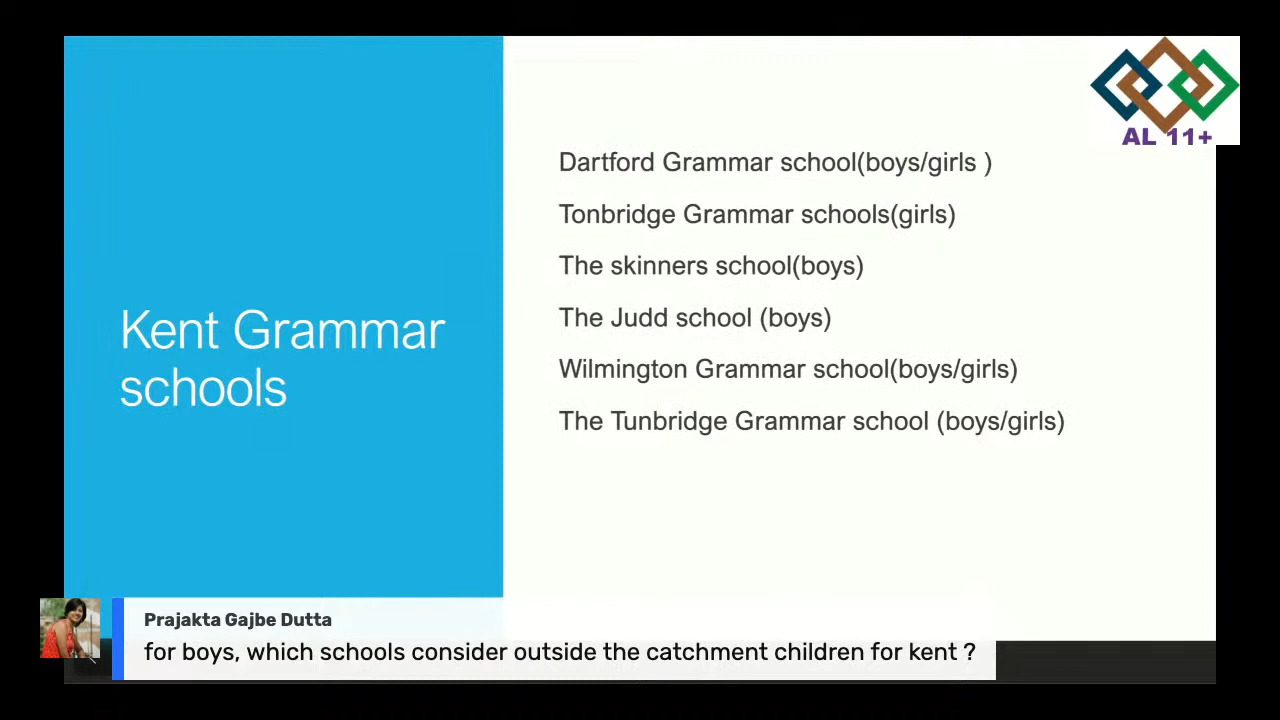 AL 11+
Dartford Grammar school(boys/girls )
Tonbridge Grammar schools(girls)
The skinners school(boys)
The Judd school (boys)
Wilmington Grammar school(boys/girls)
The Tunbridge Grammar school (boys/girls)
Kent Grammar
schools
Prajakta Gajbe Dutta
for boys, which schools consider outside the catchment children for kent ?